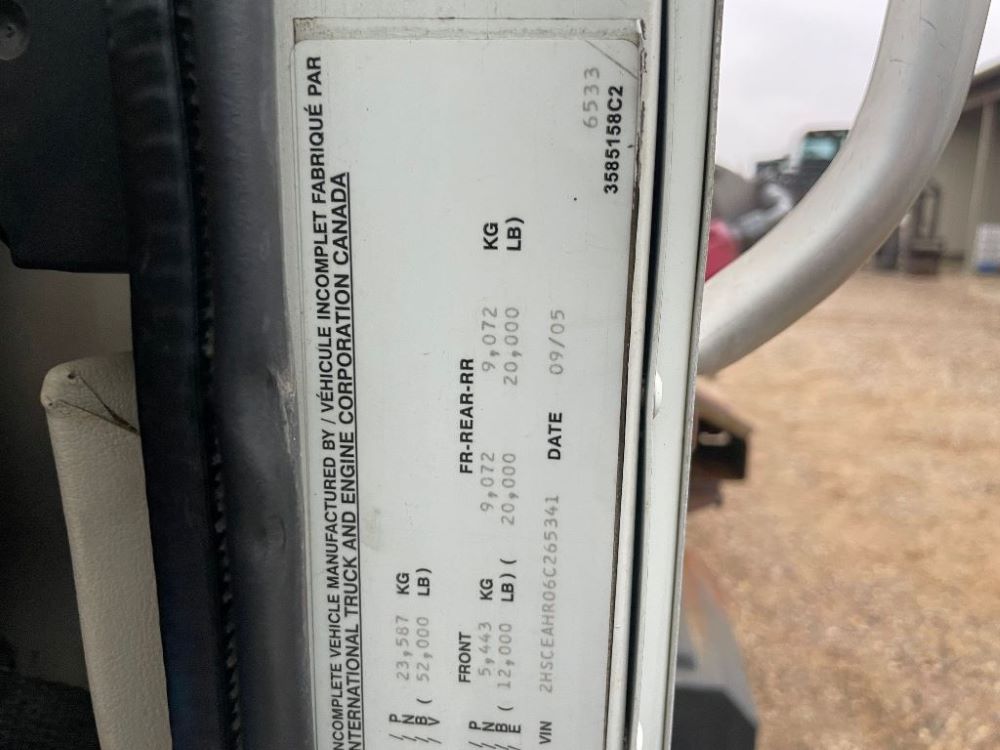 NCOMPLETE VEHICLE MANUFACTURED BY / VÉHICULE INCOMPLET FABRIQUÉ PAR
NTERNATIONAL TRUCK AND ENGINE CORPORATION CANADA
/ P 23,587 KG
/ N
/ B ( 52,000 LB)
V
FRONT FR-REAR-RR
/ P 5,443 KG 9,072 9,072 KG
/ N
/ B ( 12,000 LB) ( 20,000 20,000 LB)
E
VIN 2HSCEAHR06C265341 DATE 09/05
6533
3585158C2